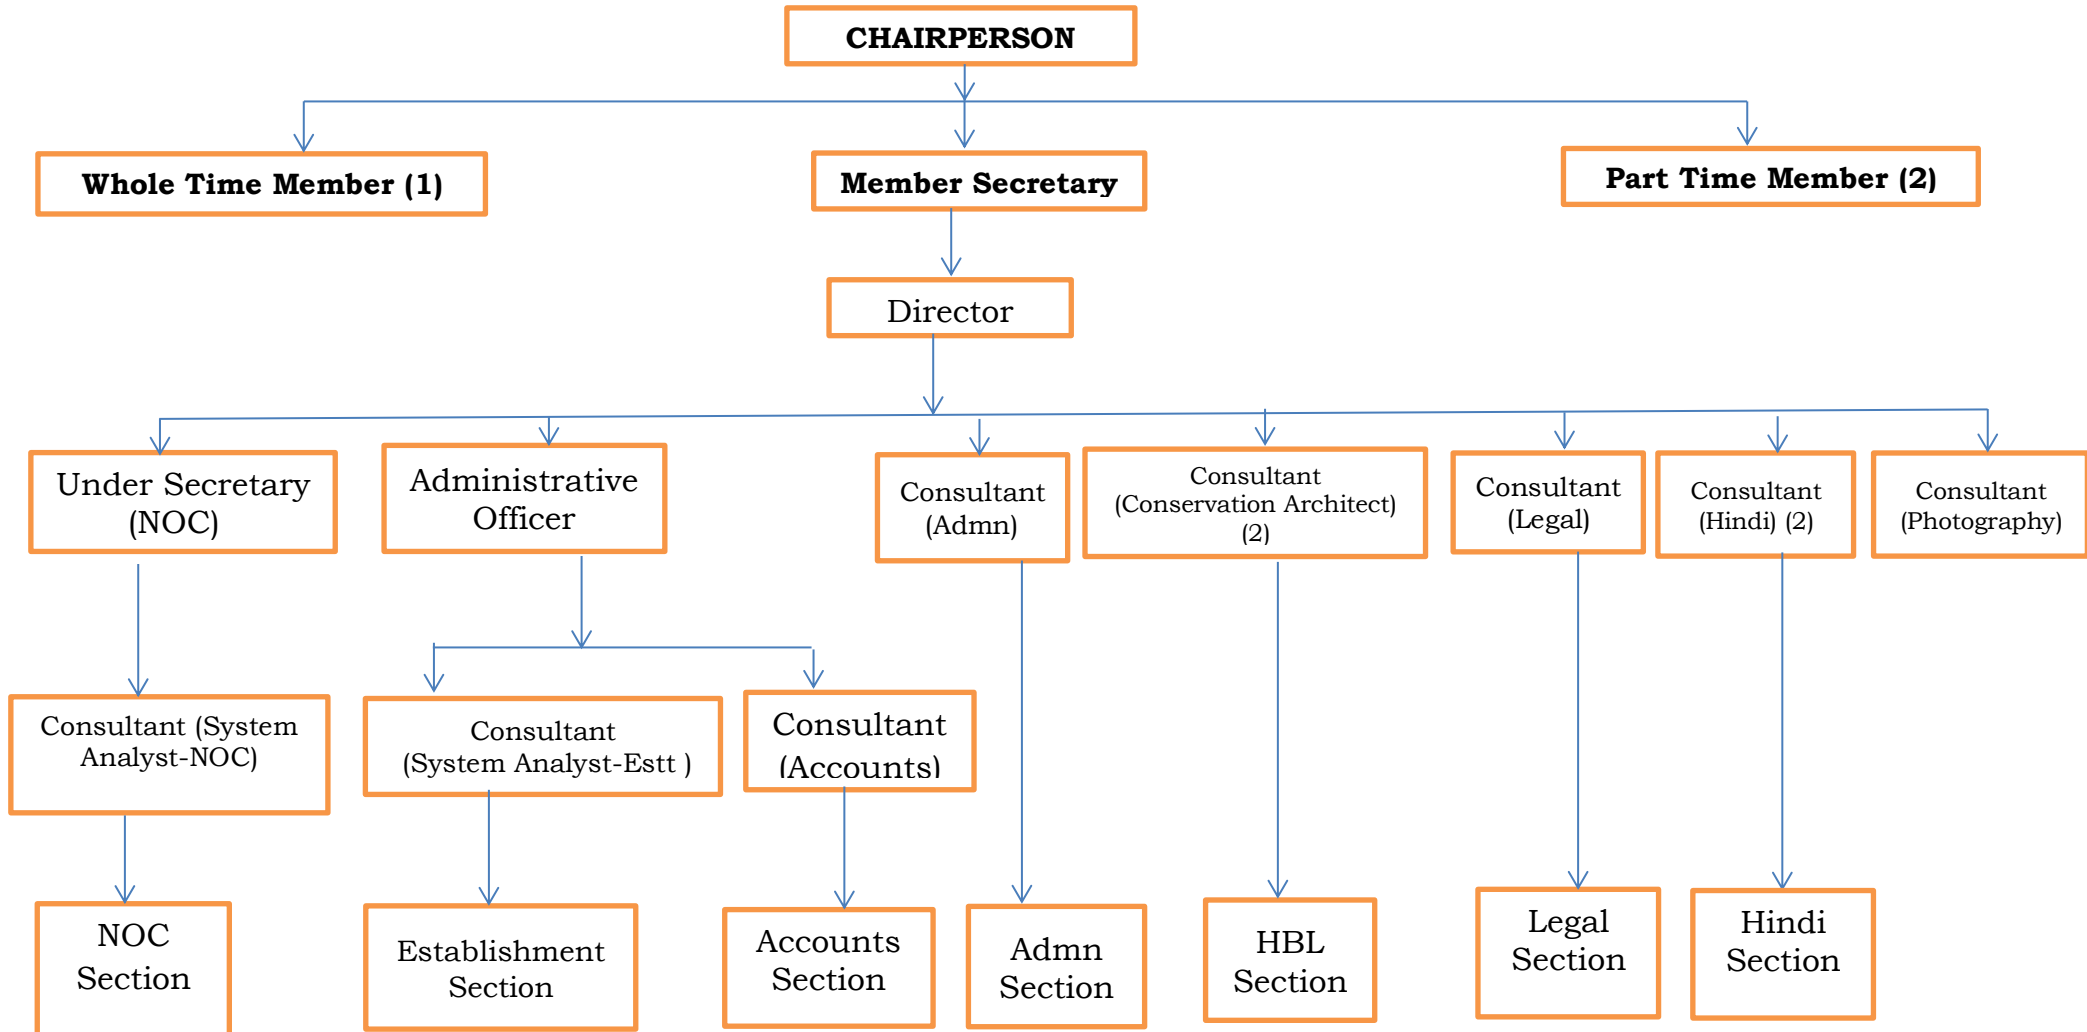 CHAIRPERSON
Whole Time Member (1)
Member Secretary
Part Time Member (2)
Director
Under Secretary
(NOC)
Administrative
Officer
Consultant
(Admn)
Consultant
(Conservation Architect)
(2)
Consultant
(Legal)
Consultant
(Hindi) (2)
Consultant
(Photography)
Consultant (System
Analyst-NOC)
Consultant
(System Analyst-Estt )
Consultant
(Accounts)
NOC
Section
Establishment
Section
Accounts
Section
Admn
Section
HBL
Section
Legal
Section
Hindi
Section